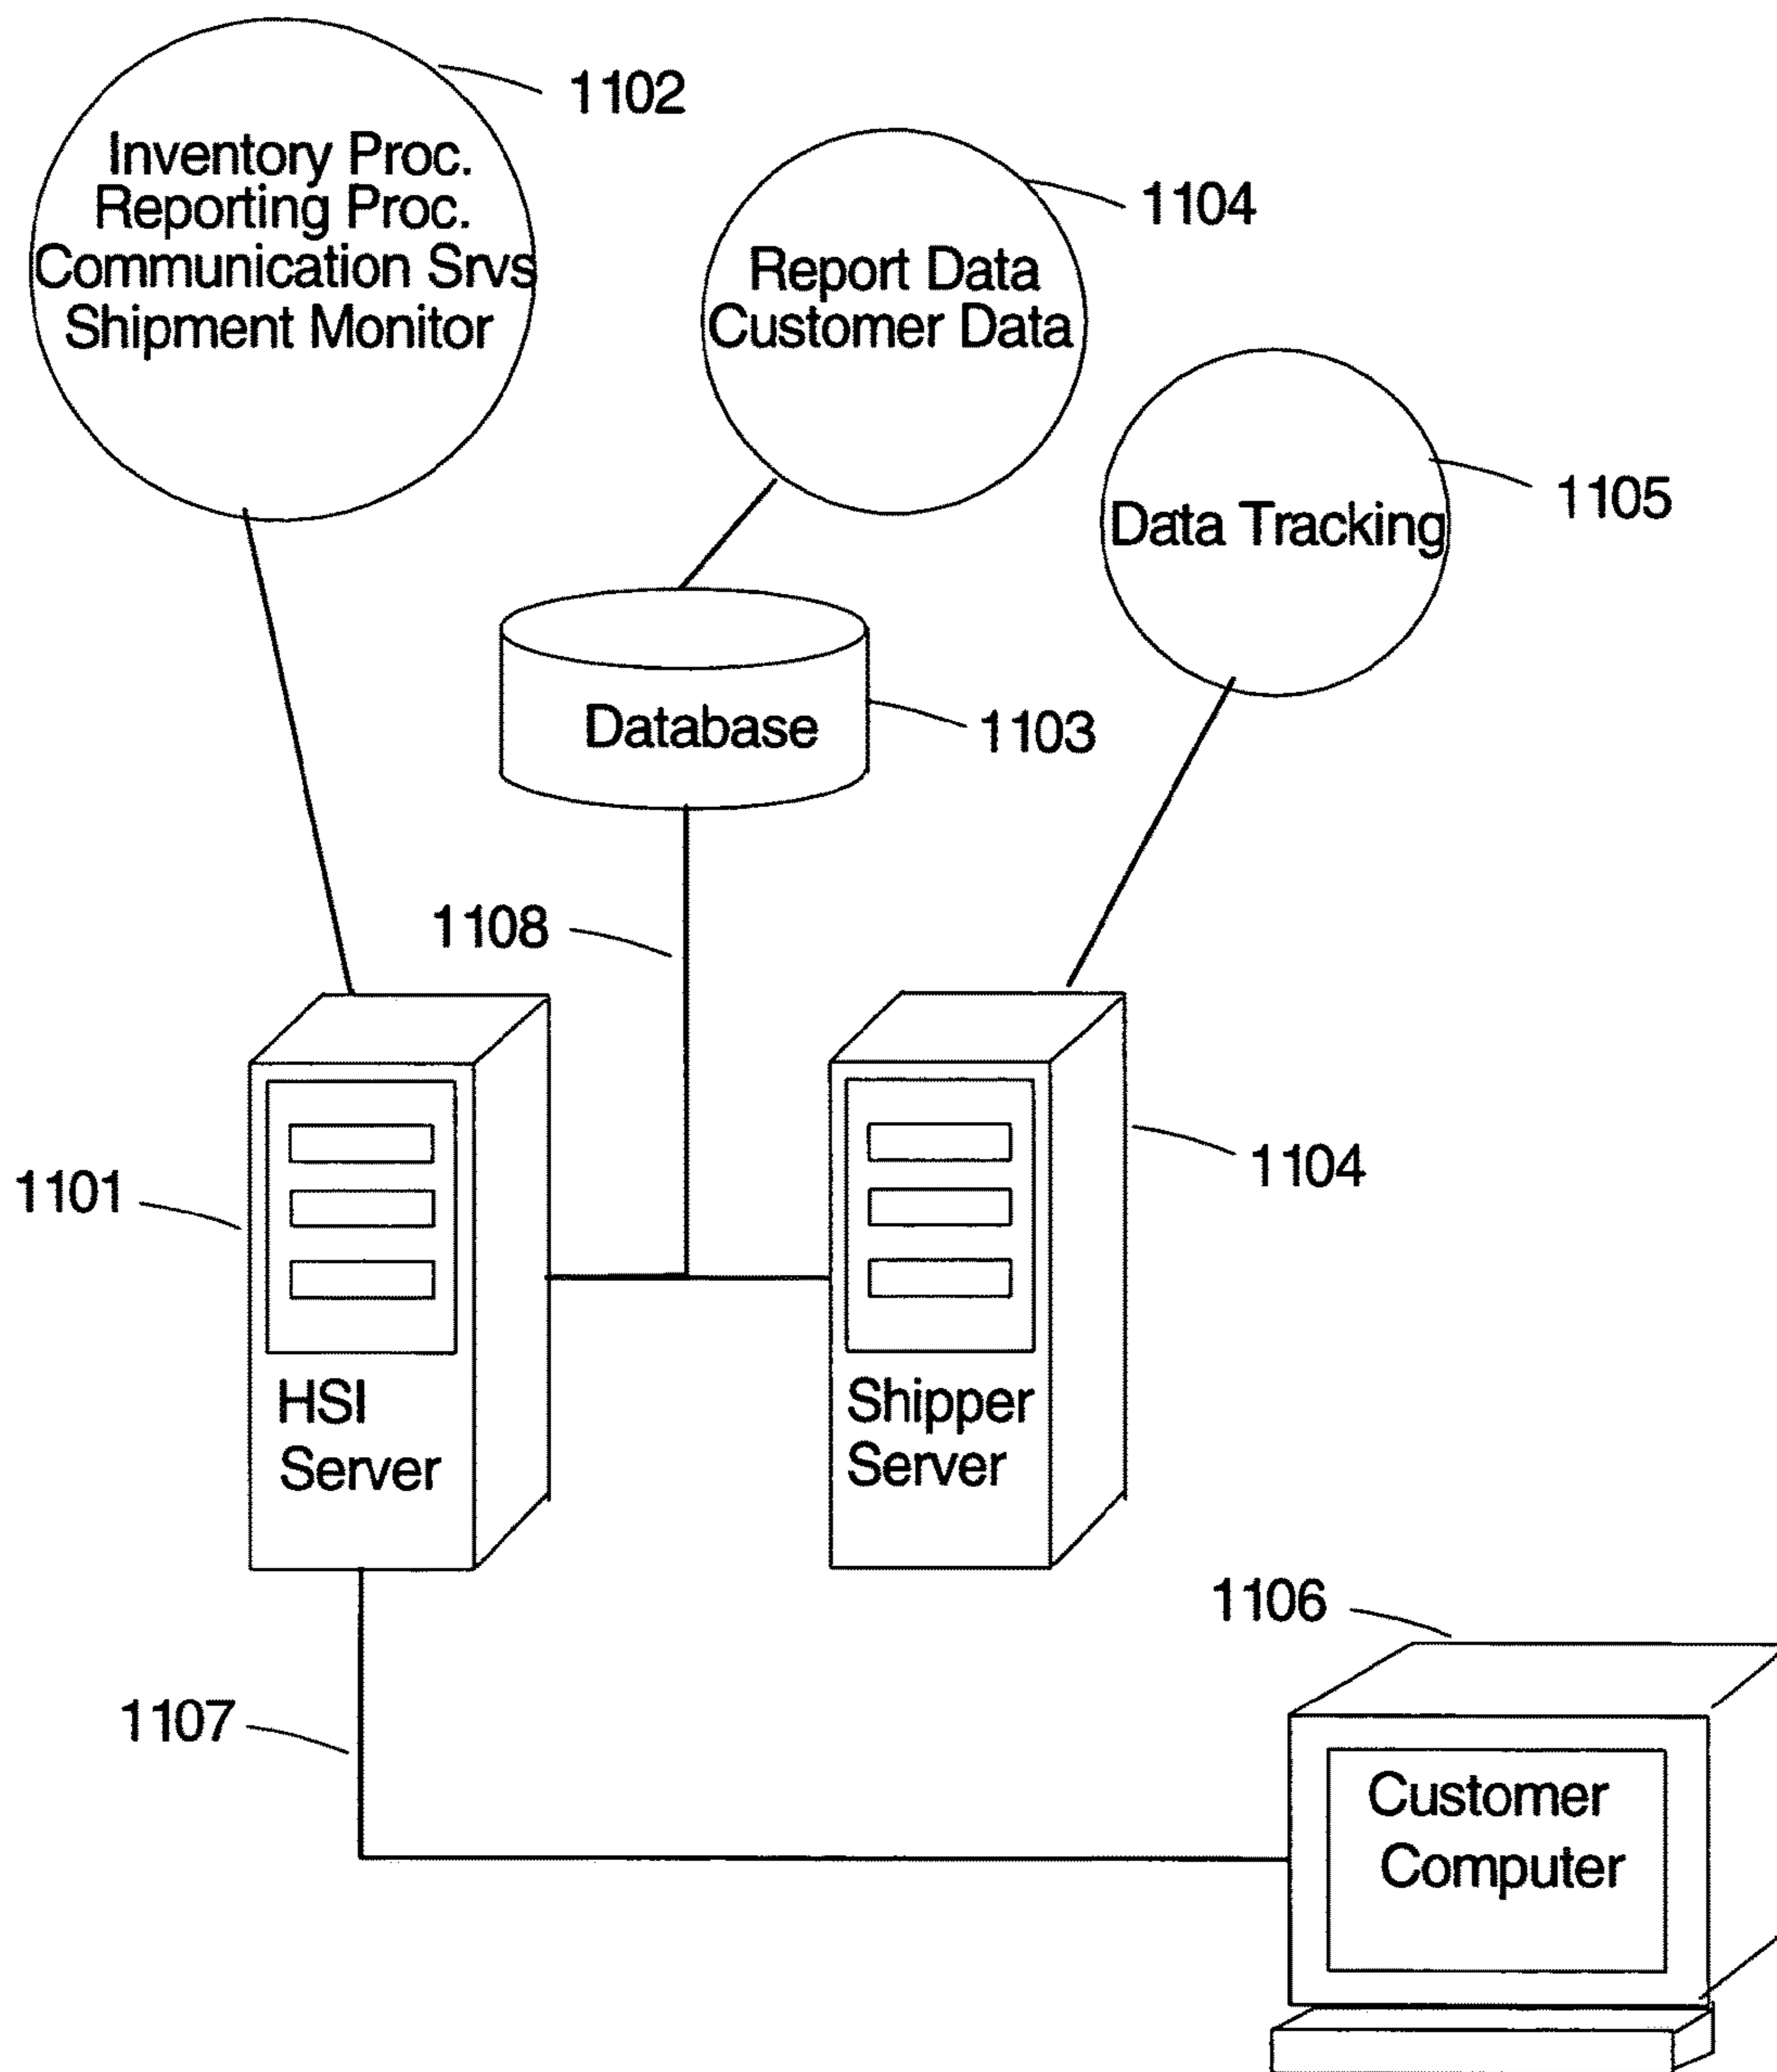 1102
Inventory Proc.
Reporting Proc.
Communication Srvs
Shipment Monitor
1104
Report Data
Customer Data
1105
Data Tracking
Database
1103
1108
1101
1104
HSI
Server
Shipper
Server
1106
1107
Customer
Computer